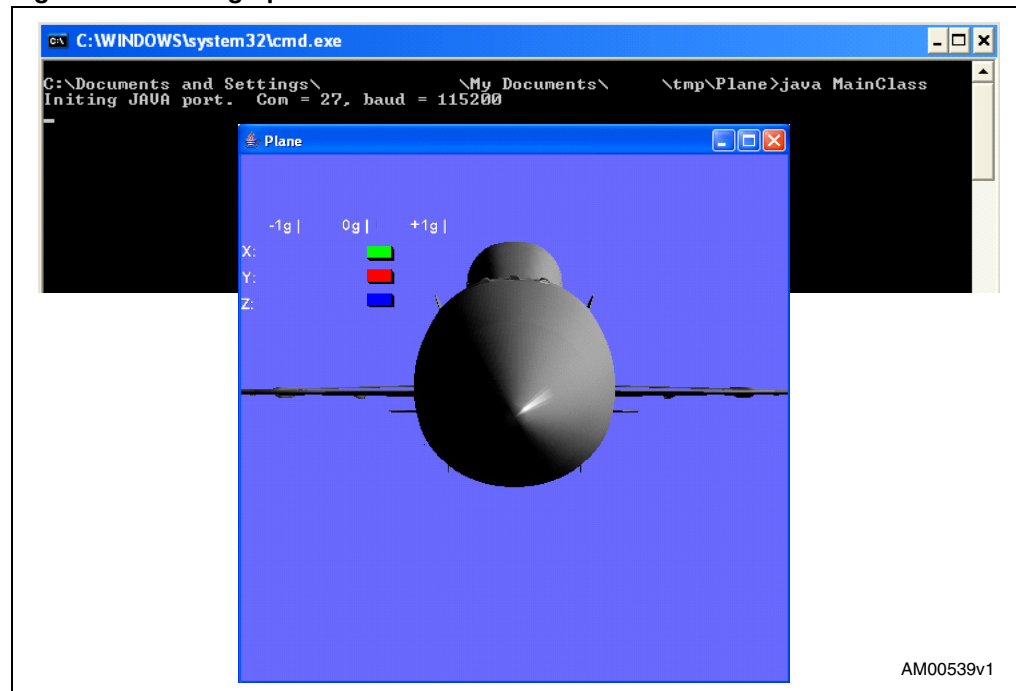 C:\WINDOWS\system32\cmd.exe
C:\Documents and Settings\ \My Documents\ \tmp\Plane>java MainClass
Initing JAVA port. Com = 27, baud = 115200
Plane
-1g | 0g | +1g |
X:
Y:
Z:
AM00539v1